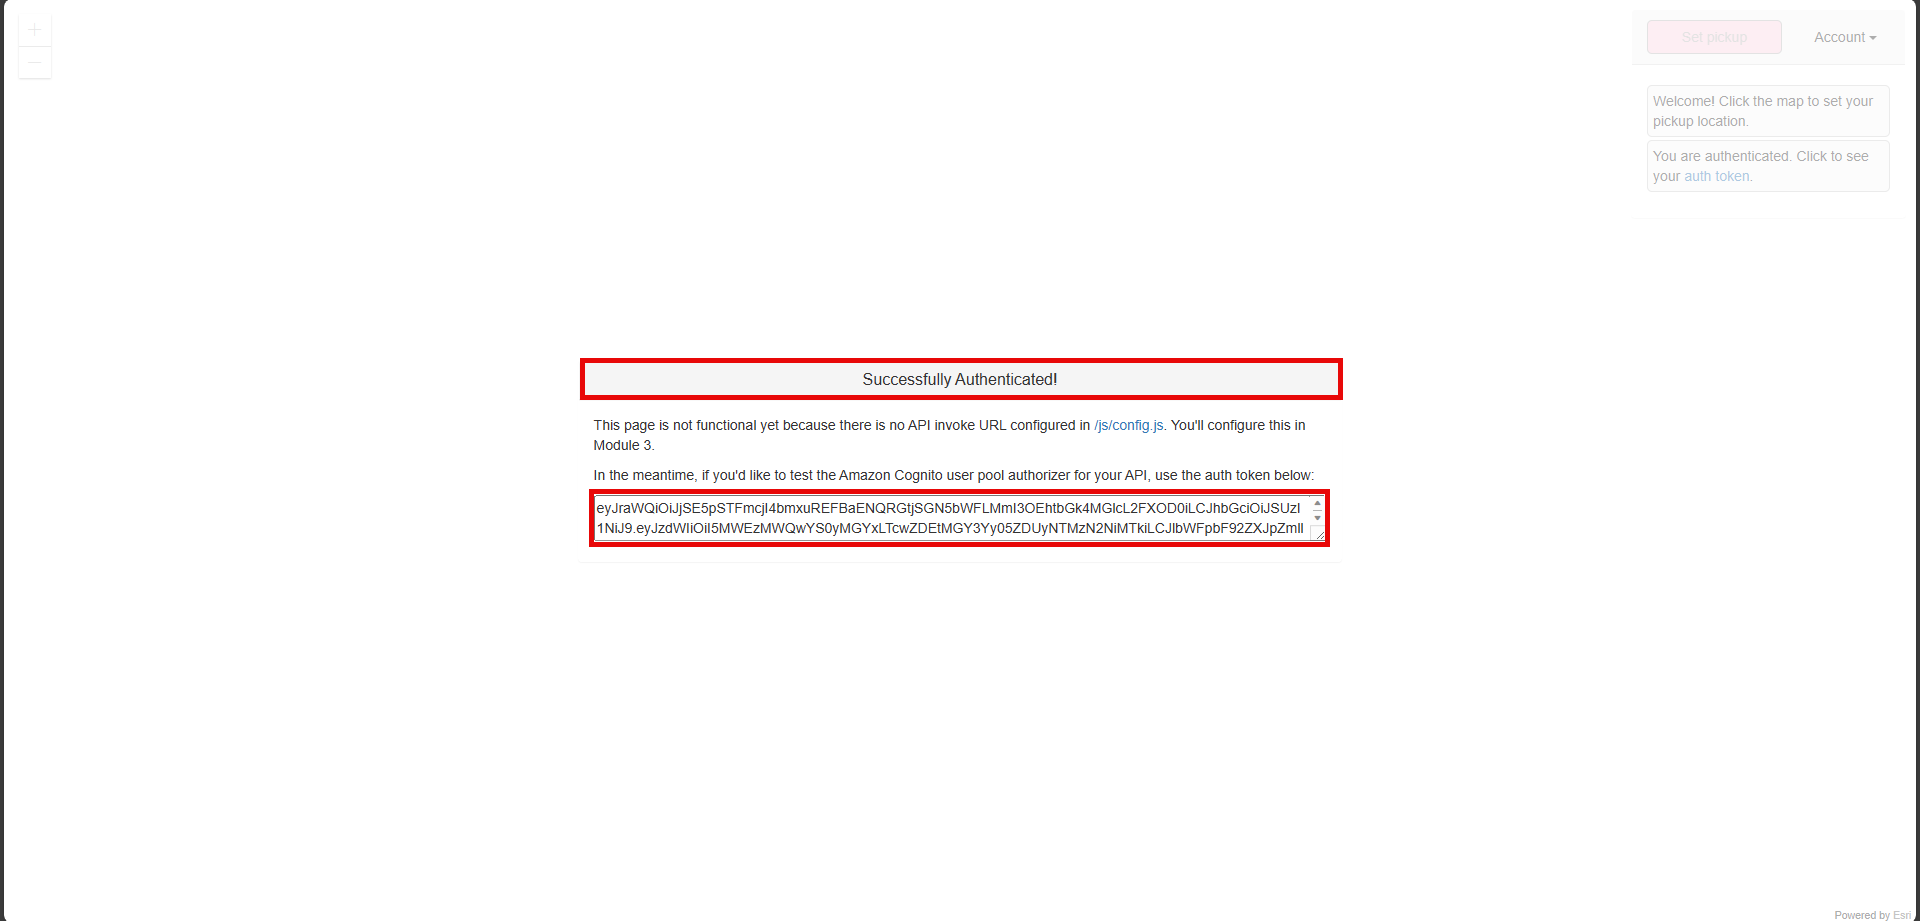 +
−
Set pickup
Account
Welcome! Click the map to set your
pickup location.
You are authenticated. Click to see
your auth token.
Successfully Authenticated!
This page is not functional yet because there is no API invoke URL configured in /js/config.js. You'll configure this in
Module 3.
In the meantime, if you'd like to test the Amazon Cognito user pool authorizer for your API, use the auth token below:
Powered by Esri